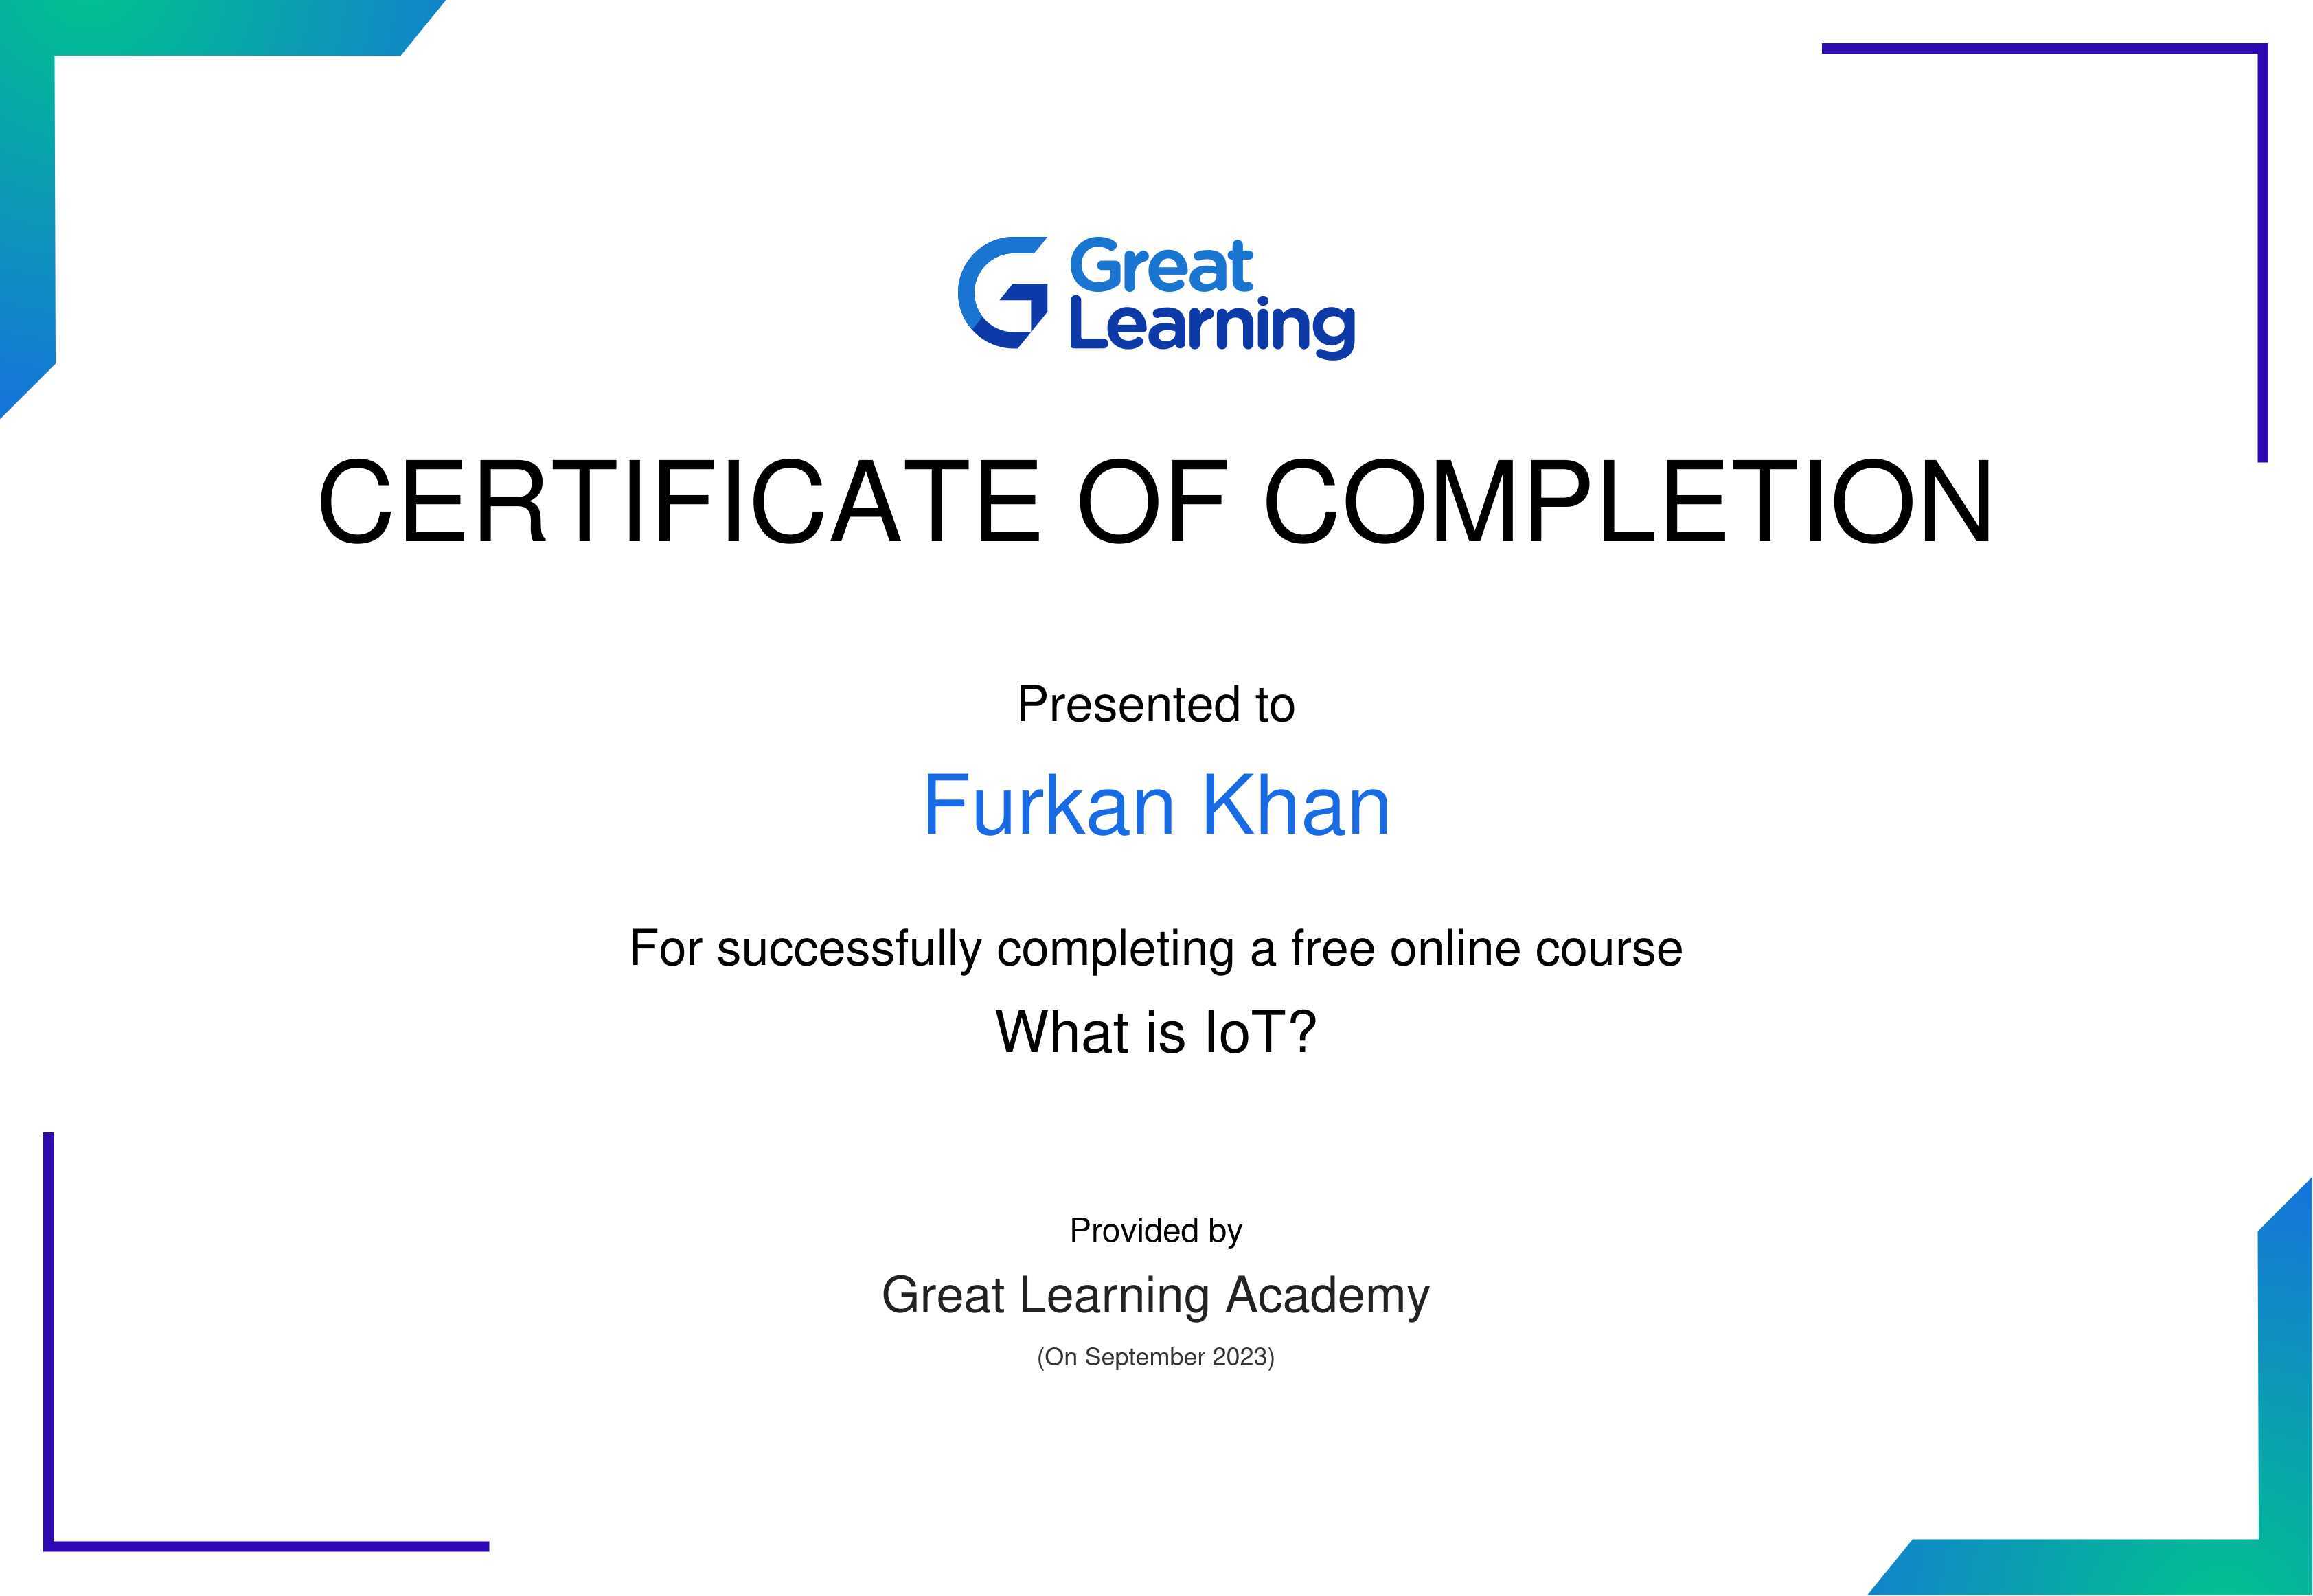 Great
Learning
CERTIFICATE OF COMPLETION
Presented to
Furkan Khan
For successfully completing a free online course
What is IoT?
Provided by
Great Learning Academy
(On September 2023)